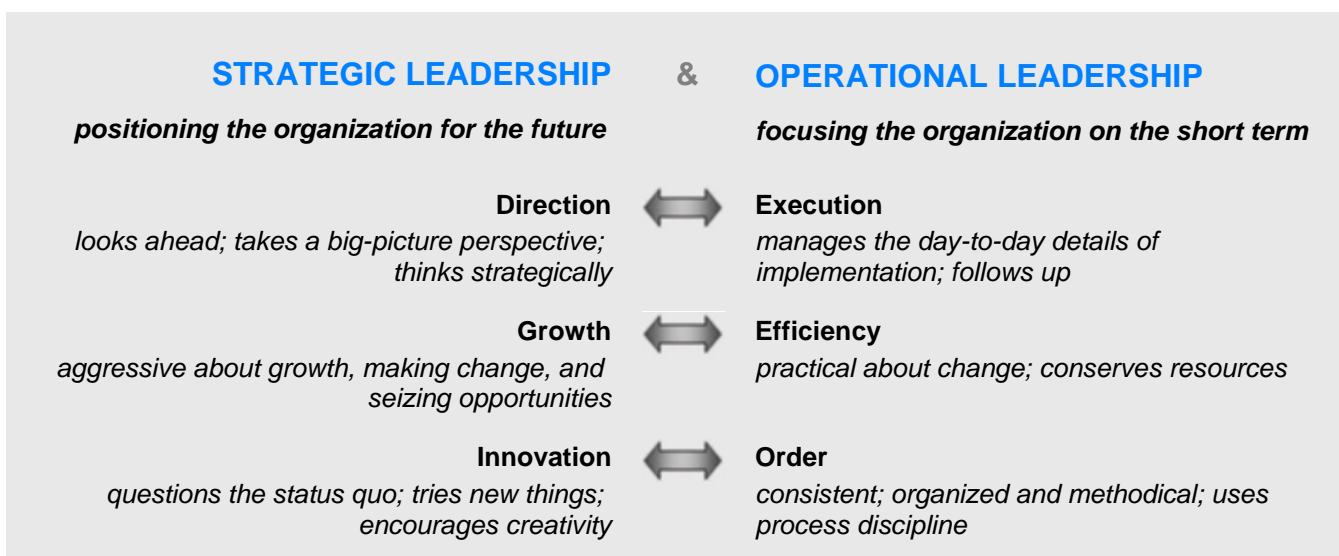 STRATEGIC LEADERSHIP & OPERATIONAL LEADERSHIP
positioning the organization for the future
focusing the organization on the short term
Direction
looks ahead; takes a big-picture perspective;
thinks strategically
Execution
manages the day-to-day details of
implementation; follows up
Growth
aggressive about growth, making change, and
seizing opportunities
Efficiency
practical about change; conserves resources
Innovation
questions the status quo; tries new things;
encourages creativity
Order
consistent; organized and methodical; uses
process discipline